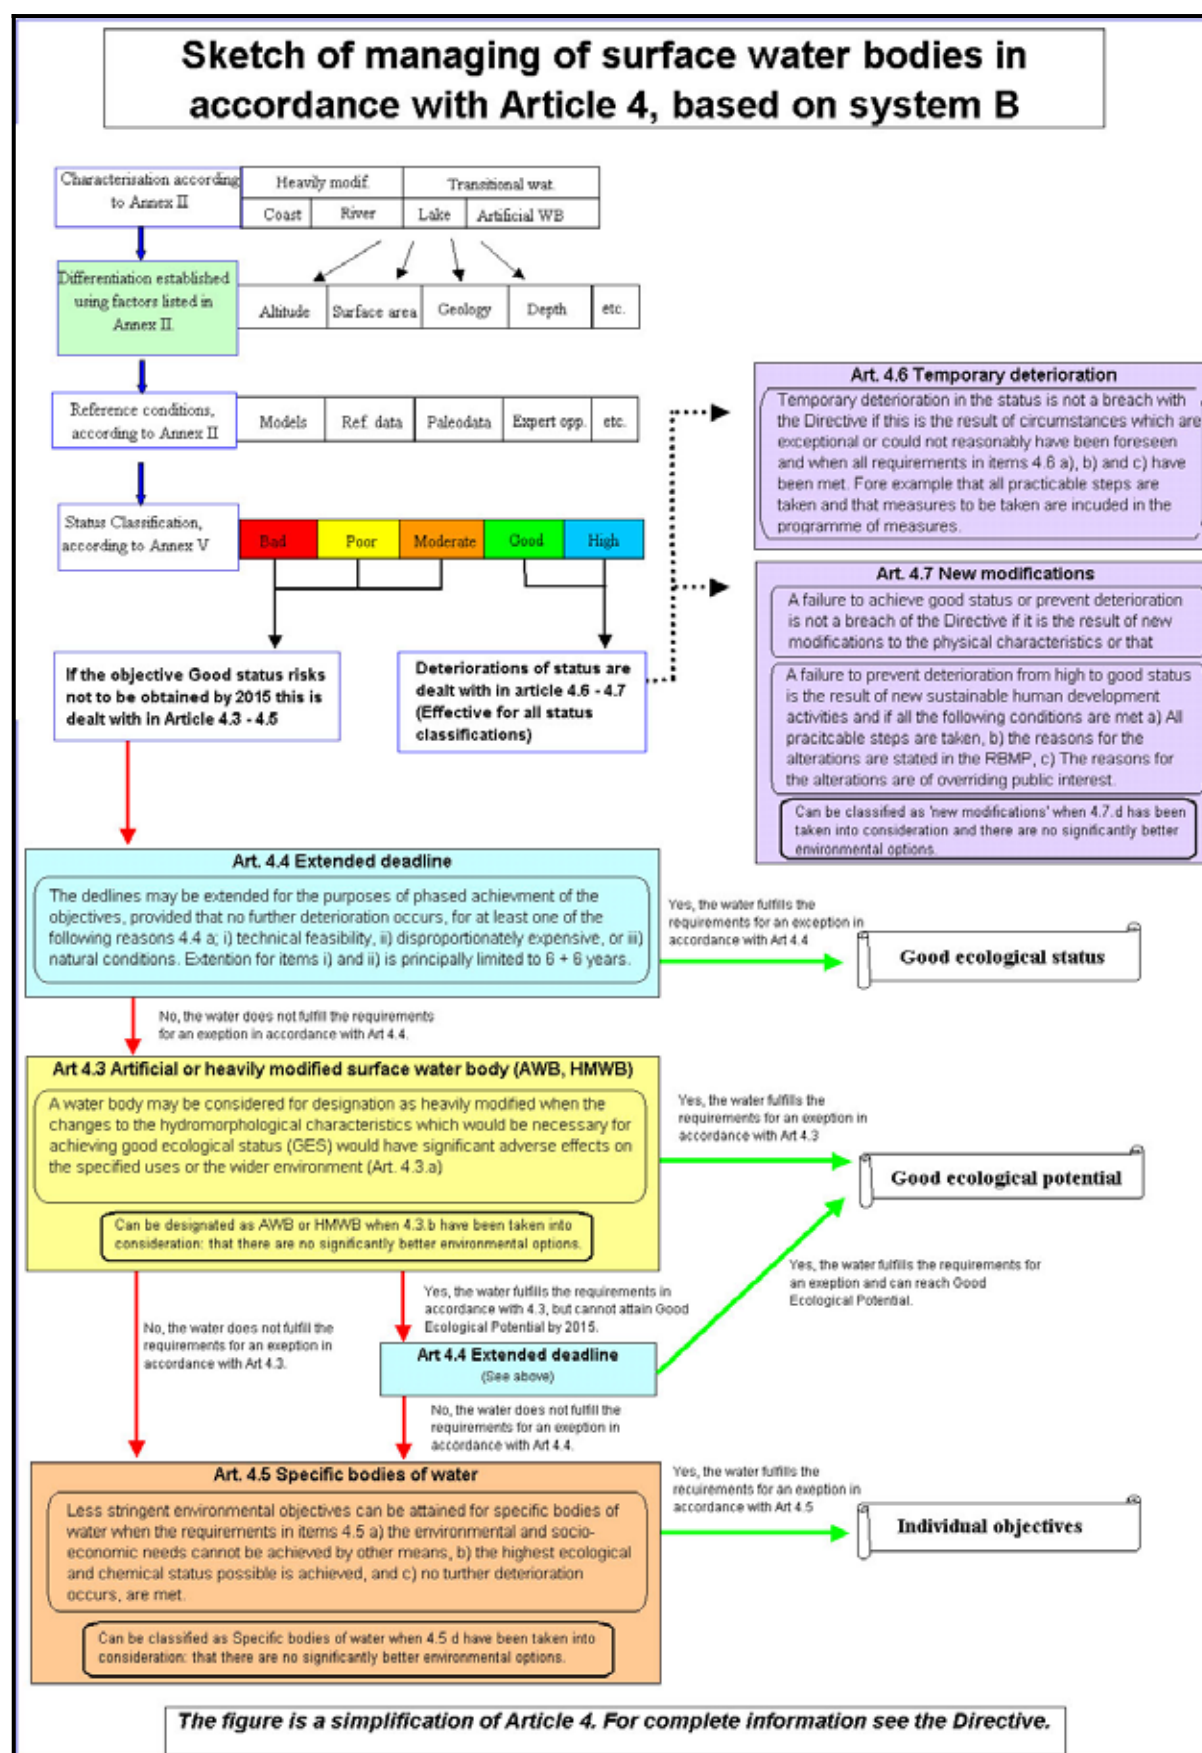 Sketch of managing of surface water bodies in
accordance with Article 4, based on system B
Characterisation according
to Annex II
Heavily modif.
Transitional wat.
Coast
River
Lake
Artificial WB
Differentiation established
using factors listed in
Annex II.
Altitude
Surface area
Geology
Depth
etc.
Reference conditions,
according to Annex II
Models
Ref. data
Paleodata
Expert opp.
etc.
Status Classification,
according to Annex V
Bad
Poor
Moderate
Good
High
If the objective Good status risks
not to be obtained by 2015 this is
dealt with in Article 4.3 - 4.5
Deteriorations of status are
dealt with in article 4.6 - 4.7
(Effective for all status
classifications)
Art. 4.6 Temporary deterioration
Temporary deterioration in the status is not a breach with
the Directive if this is the result of circumstances which are
exceptional or could not reasonably have been foreseen
and when all requirements in items 4.6 a), b) and c) have
been met. Fore example that all practicable steps are
taken and that measures to be taken are incuded in the
programme of measures.
Art. 4.7 New modifications
A failure to achieve good status or prevent deterioration
is not a breach of the Directive if it is the result of new
modifications to the physical characteristics or that
A failure to prevent deterioration from high to good status
is the result of new sustainable human development
activities and if all the following conditions are met a) All
pracitcable steps are taken, b) the reasons for the
alterations are stated in the RBMP, c) The reasons for
the alterations are of overriding public interest.
Can be classified as 'new modifications' when 4.7.d has been
taken into consideration and there are no significantly better
environmental options.
Art. 4.4 Extended deadline
The dedlines may be extended for the purposes of phased achievment of the
objectives, provided that no further deterioration occurs, for at least one of the
following reasons 4.4 a; i) technical feasibility, ii) disproportionately expensive, or iii)
natural conditions. Extention for items i) and ii) is principally limited to 6 + 6 years.
Yes, the water fulfills the
requirements for an exception in
accordance with Art 4.4
Good ecological status
No, the water does not fulfill the requirements
for an exeption in accordance with Art 4.4.
Art 4.3 Artificial or heavily modified surface water body (AWB, HMWB)
A water body may be considered for designation as heavily modified when the
changes to the hydromorphological characteristics which would be necessary for
achieving good ecological status (GES) would have significant adverse effects on
the specified uses or the wider environment (Art. 4.3.a)
Can be designated as AWB or HMWB when 4.3.b have been taken into
consideration: that there are no significantly better environmental options.
Yes, the water fulfills the
requirements for an exeption in
accordance with Art 4.3
Good ecological potential
No, the water does not fulfill the
requirements for an exeption in
accordance with Art 4.3.
Yes, the water fulfills the requirements in
accordance with 4.3, but cannot attain Good
Ecological Potential by 2015.
Yes, the water fulfills the requirements for
an exeption and can reach Good
Ecological Potential.
Art 4.4 Extended deadline
(See above)
No, the water does not fulfill the
requirements for an exeption in
accordance with Art 4.4.
Art. 4.5 Specific bodies of water
Less stringent environmental objectives can be attained for specific bodies of
water when the requirements in items 4.5 a) the environmental and socio-
economic needs cannot be achieved by other means, b) the highest ecological
and chemical status possible is achieved, and c) no turther deterioration
occurs, are met.
Can be classified as Specific bodies of water when 4.5 d have been taken into
consideration: that there are no significantly better environmental options.
Yes, the water fulfills the
recuirements for an exeption in
accordance with Art 4.5
Individual objectives
The figure is a simplification of Article 4. For complete information see the Directive.